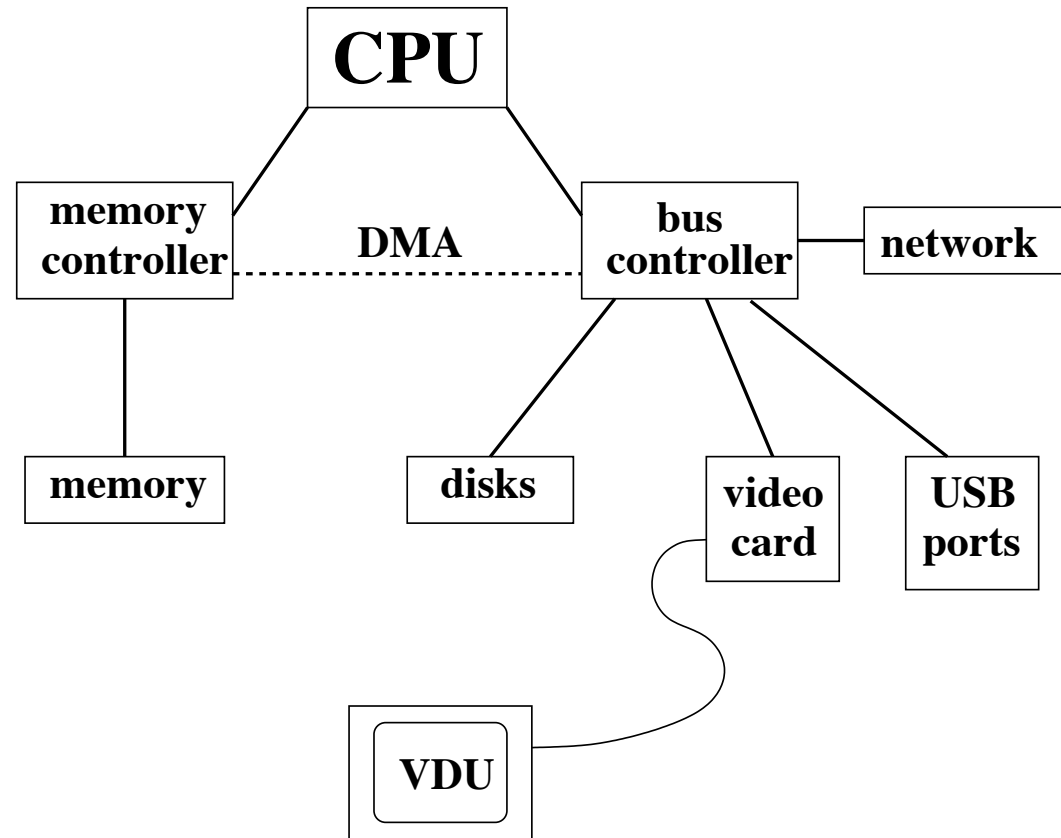 CPU
memory
controller
DMA
bus
controller
network
memory
disks
video
card
USB
ports
VDU